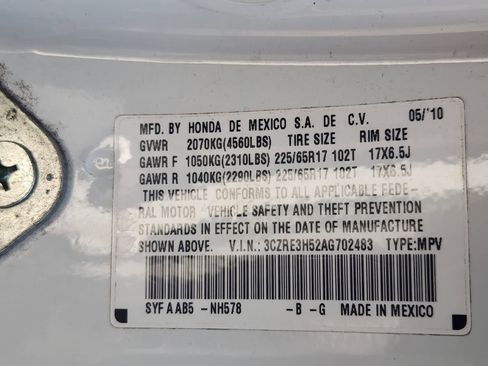 MFD. BY HONDA DE MEXICO S.A. DE C.V. 05/'10
GVWR 2070KG(4560LBS) TIRE SIZE RIM SIZE
GAWR F 1050KG(2310LBS) 225/65R17 102T 17X6.5J
GAWR R 1040KG(2290LBS) 225/65R17 102T 17X6.5J
THIS VEHICLE CONFORMS TO ALL APPLICABLE FEDE-
RAL MOTOR VEHICLE SAFETY AND THEFT PREVENTION
STANDARDS IN EFFECT ON THE DATE OF MANUFACTURE
SHOWN ABOVE. V.I.N.: 3CZRE3H52AG702483 TYPE:MPV
SYF A AB5 -NH578 -B -G MADE IN MEXICO